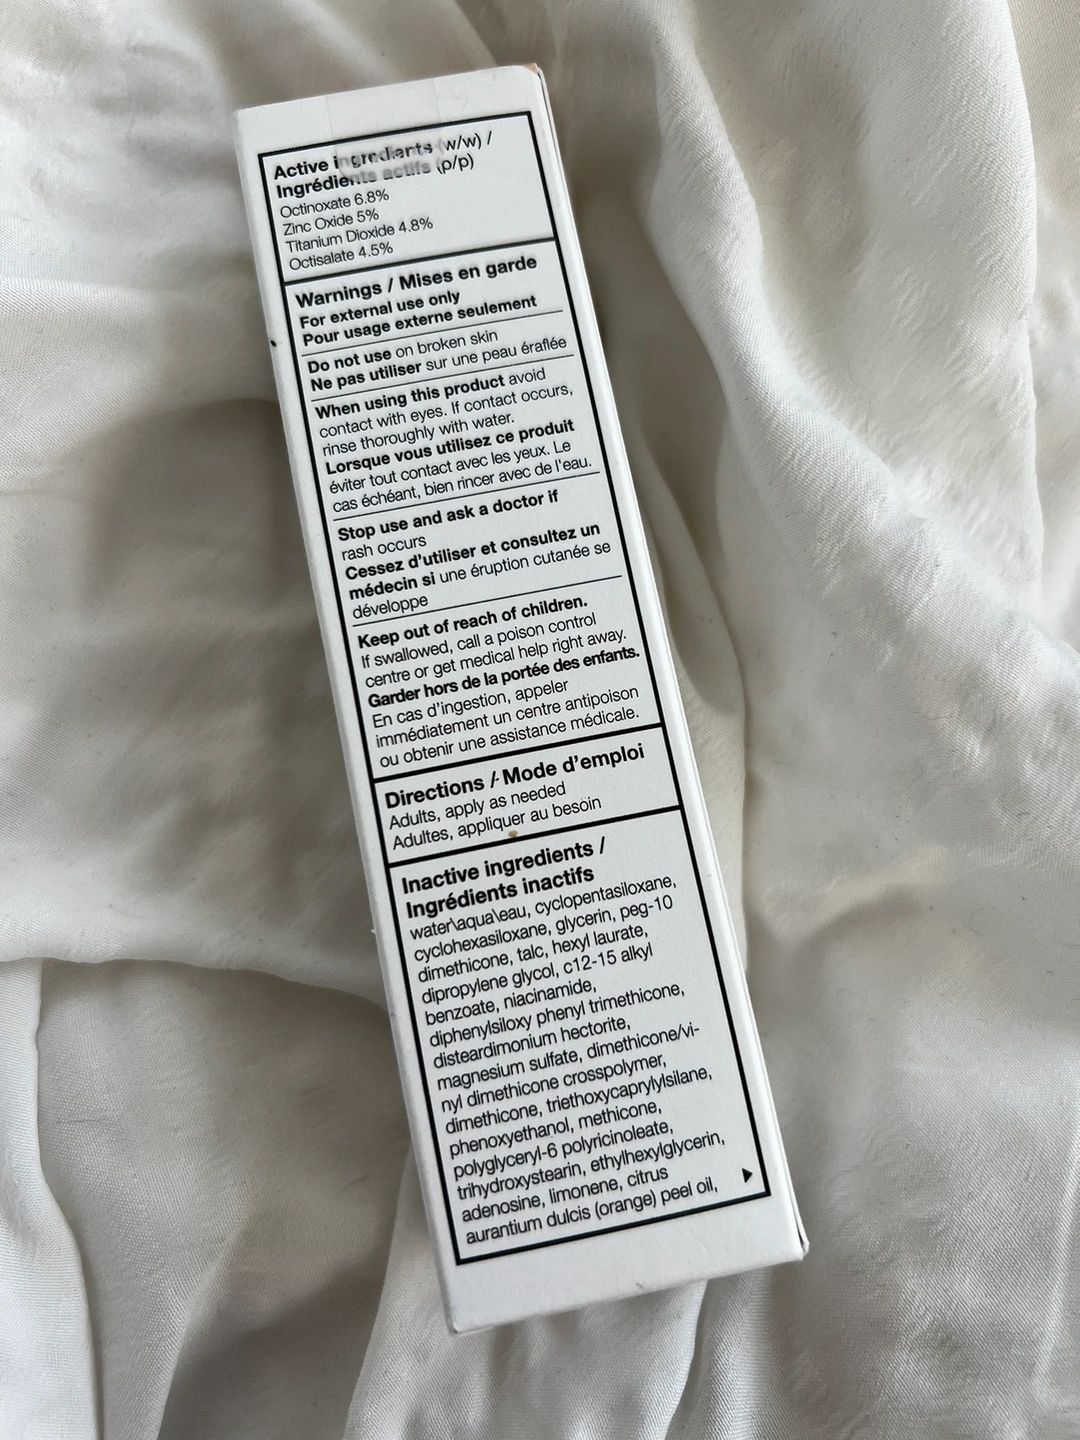 Active ingredients (w/w) /
Ingrédients actifs (p/p)
Octinoxate 6.8%
Zinc Oxide 5%
Titanium Dioxide 4.8%
Octisalate 4.5%
Warnings / Mises en garde
For external use only
Pour usage externe seulement
Do not use on broken skin
Ne pas utiliser sur une peau éraflée
When using this product avoid
contact with eyes. If contact occurs,
rinse thoroughly with water.
Lorsque vous utilisez ce produit
éviter tout contact avec les yeux. Le
cas échéant, bien rincer avec de l'eau.
Stop use and ask a doctor if
rash occurs
Cessez d'utiliser et consultez un
médecin si une éruption cutanée se
développe
Keep out of reach of children.
If swallowed, call a poison control
centre or get medical help right away.
Garder hors de la portée des enfants.
En cas d'ingestion, appeler
immédiatement un centre antipoison
ou obtenir une assistance médicale.
Directions / Mode d'emploi
Adults, apply as needed
Adultes, appliquer au besoin
Inactive ingredients /
Ingrédients inactifs
water\aqua\eau, cyclopentasiloxane,
cyclohexasiloxane, glycerin, peg-10
dimethicone, talc, hexyl laurate,
dipropylene glycol, c12-15 alkyl
benzoate, niacinamide,
diphenylsiloxy phenyl trimethicone,
disteardimonium hectorite,
magnesium sulfate, dimethicone/vi-
nyl dimethicone crosspolymer,
dimethicone, triethoxycaprylylsilane,
phenoxyethanol, methicone,
polyglyceryl-6 polyricinoleate,
trihydroxystearin, ethylhexylglycerin,
adenosine, limonene, citrus
aurantium dulcis (orange) peel oil,